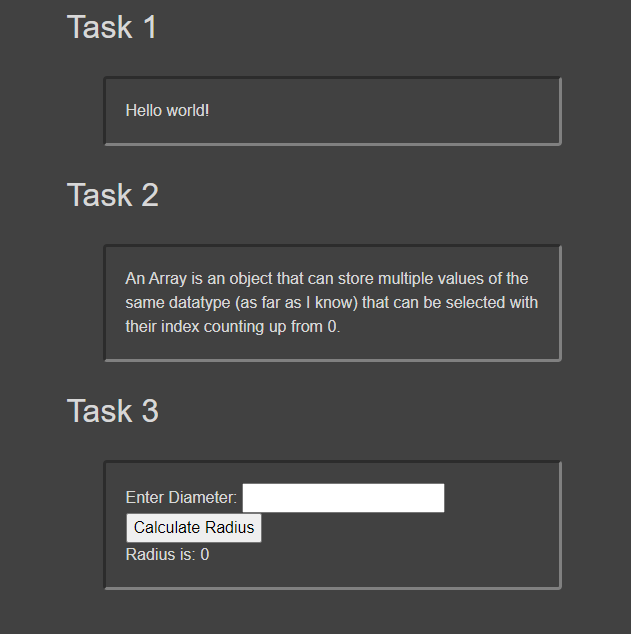 Task 1
Hello world!
Task 2
An Array is an object that can store multiple values of the
same datatype (as far as I know) that can be selected with
their index counting up from 0.
Task 3
Enter Diameter:
Calculate Radius
Radius is: 0